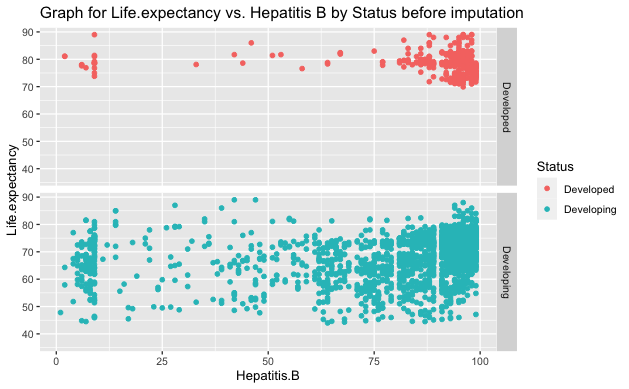 Graph for Life.expectancy vs. Hepatitis B by Status before imputation
90
80
70
60
50
40
Developed
90
80
70
60
50
40
Developing
Life.expectancy
0
25
50
75
100
Hepatitis.B
Status
Developed
Developing